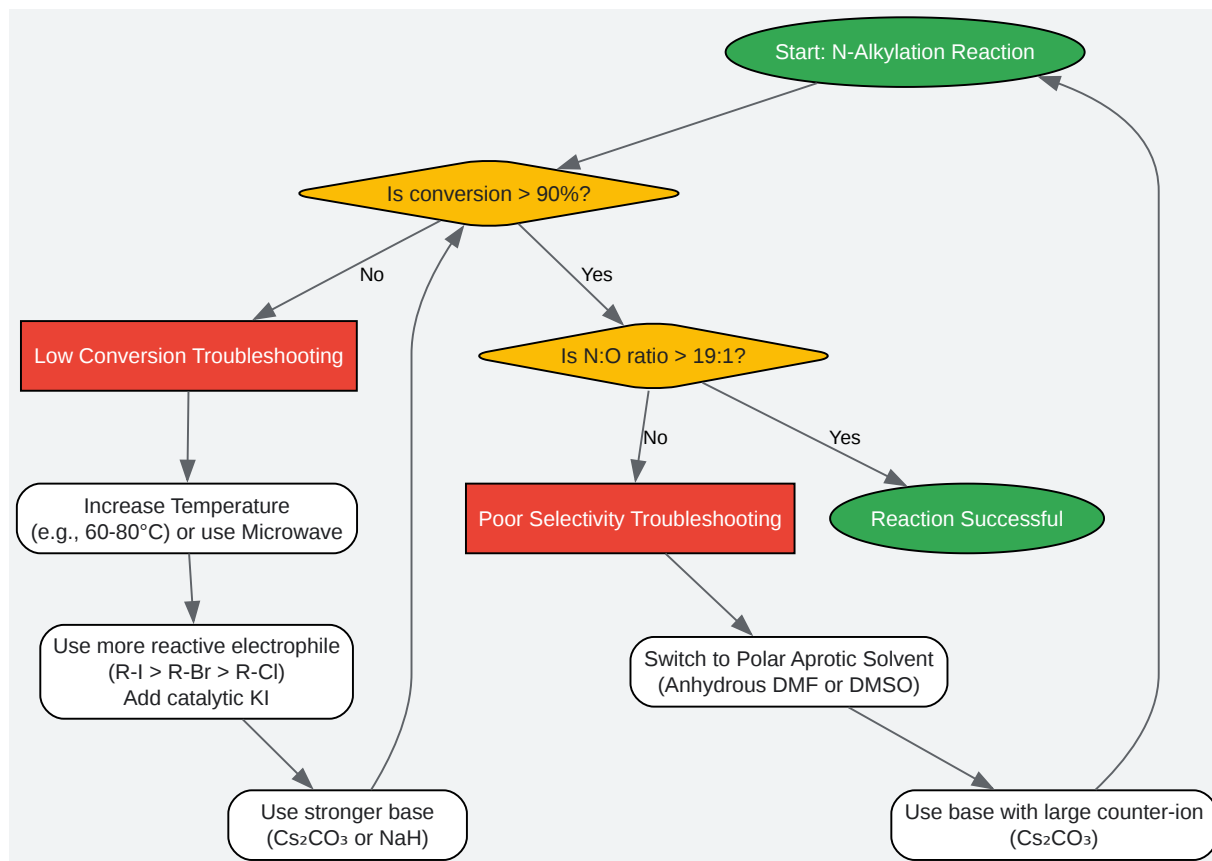 Start: N-Alkylation Reaction
Is conversion > 90%?
No
Yes
Low Conversion Troubleshooting
Is N:O ratio > 19:1?
No
Yes
Increase Temperature
(e.g., 60-80°C) or use Microwave
Poor Selectivity Troubleshooting
Reaction Successful
Use more reactive electrophile
(R-I > R-Br > R-Cl)
Add catalytic KI
Switch to Polar Aprotic Solvent
(Anhydrous DMF or DMSO)
Use stronger base
(Cs₂CO₃ or NaH)
Use base with large counter-ion
(Cs₂CO₃)